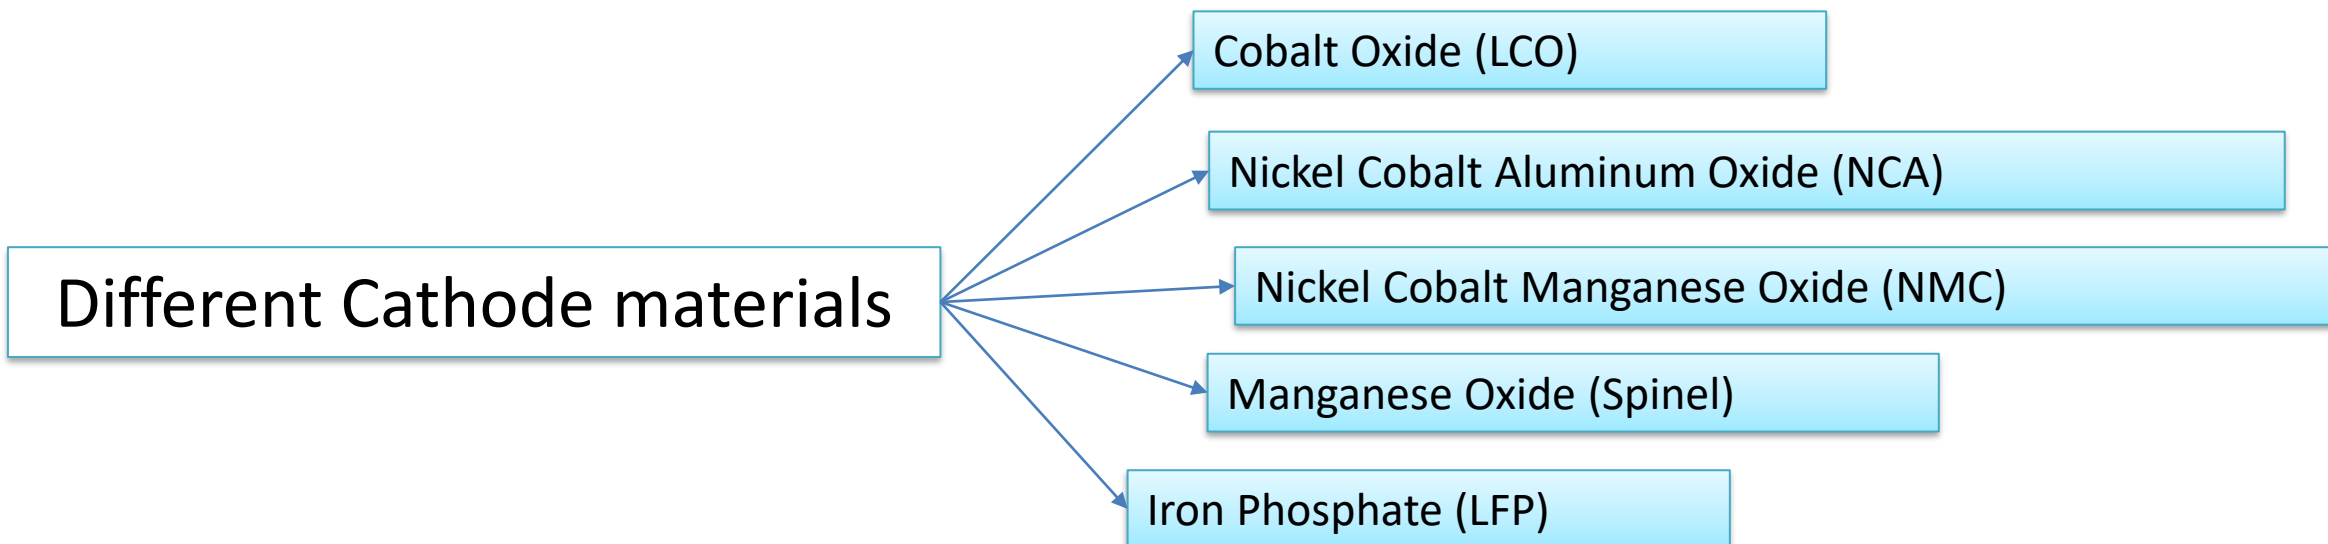 Different Cathode materials
Cobalt Oxide (LCO)
Nickel Cobalt Aluminum Oxide (NCA)
Nickel Cobalt Manganese Oxide (NMC)
Manganese Oxide (Spinel)
Iron Phosphate (LFP)